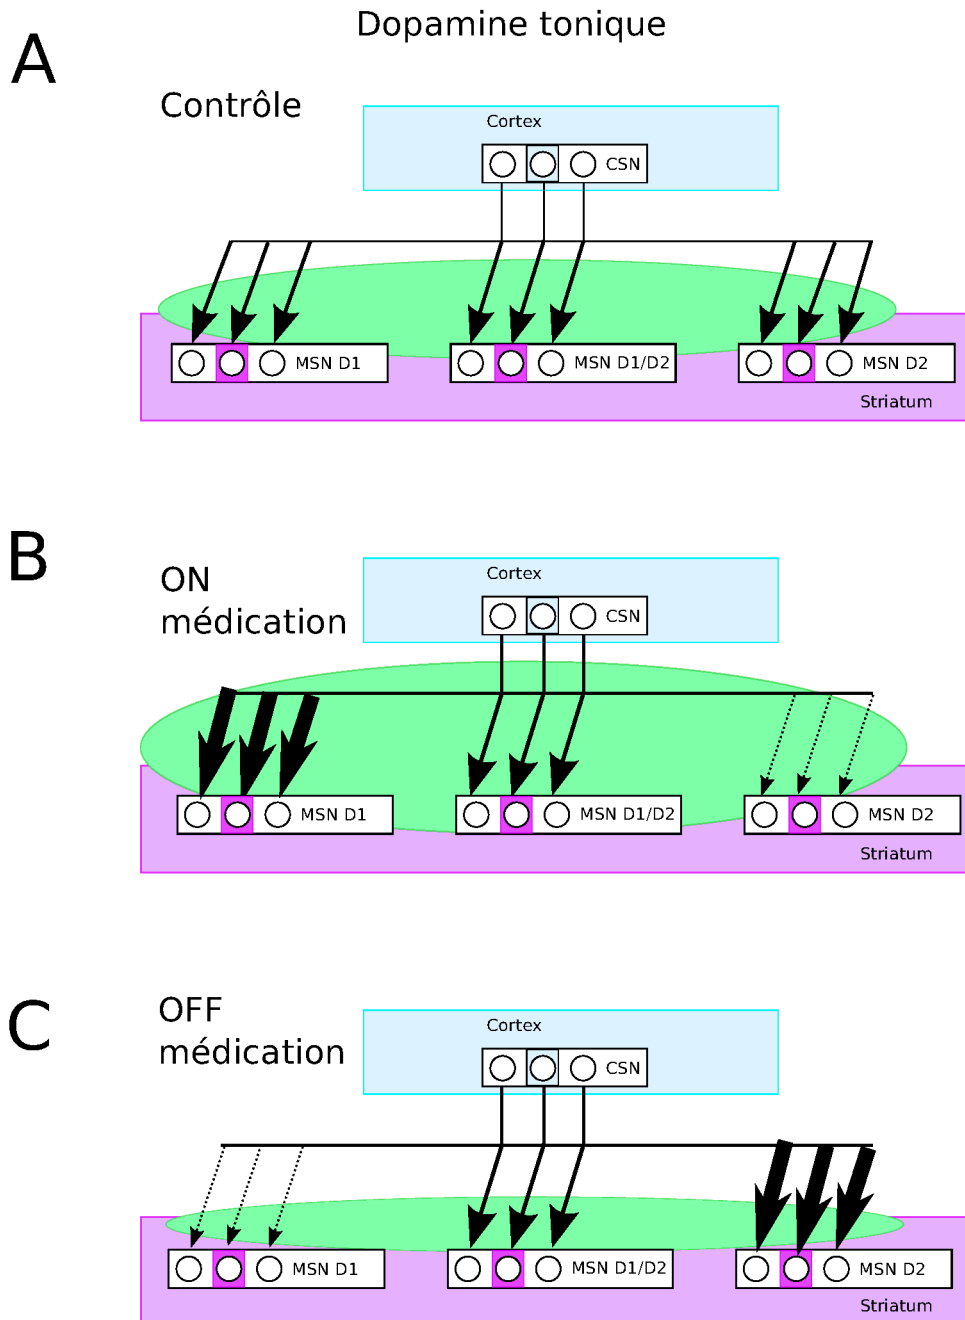 Dopamine tonique
A
Contrôle
Cortex
CSN
MSN D1
MSN D1/D2
MSN D2
Striatum
B
ON
médication
Cortex
CSN
MSN D1
MSN D1/D2
MSN D2
Striatum
C
OFF
médication
Cortex
CSN
MSN D1
MSN D1/D2
MSN D2
Striatum